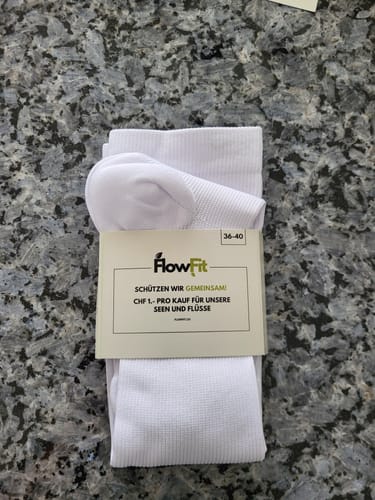 36-40
FlowFit
SCHÜTZEN WIR GEMEINSAM!
CHF 1.- PRO KAUF FÜR UNSERE
SEEN UND FLÜSSE